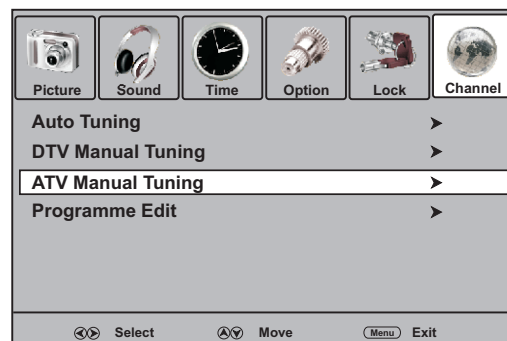 Picture Sound Time Option Lock Channel
Auto Tuning
DTV Manual Tuning
ATV Manual Tuning
Programme Edit
Select Move Menu Exit